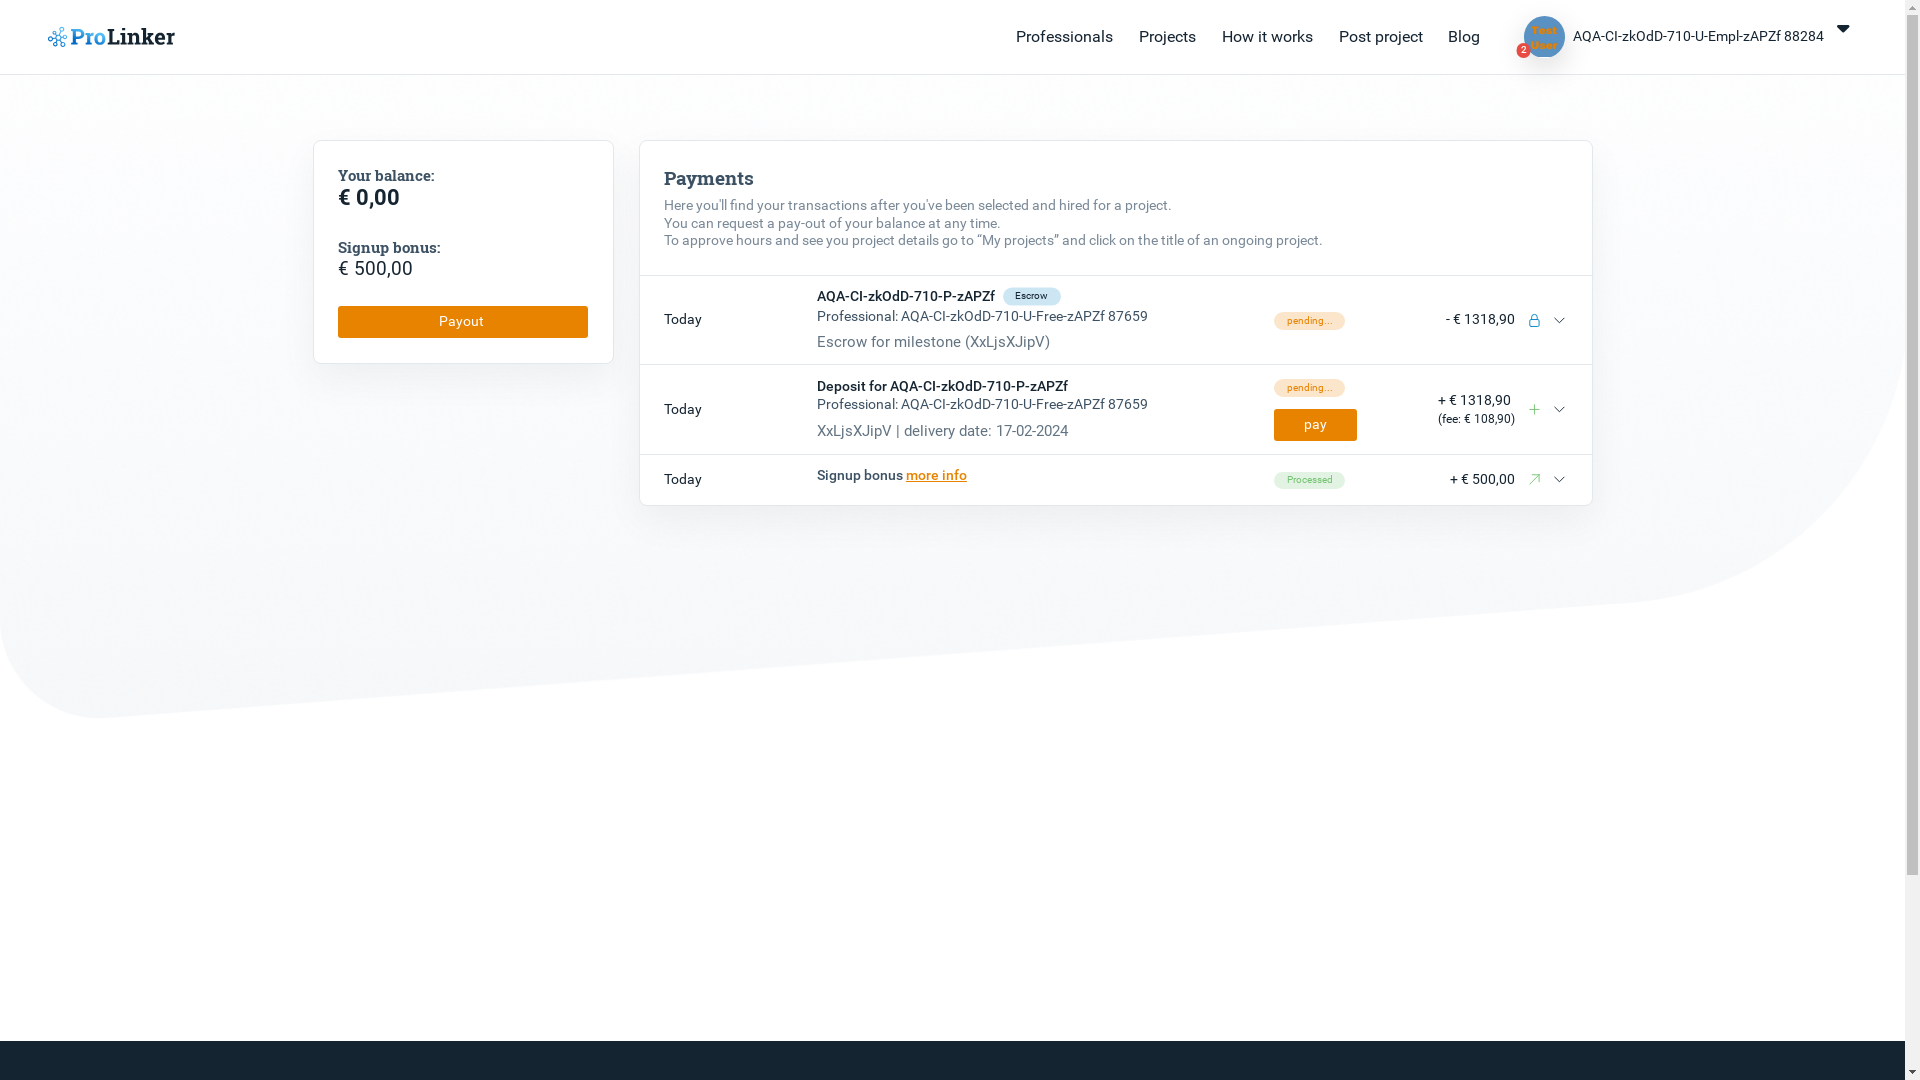 ProLinker
Professionals
Projects
How it works
Post project
Blog
Test
User
2
AQA-CI-zkOdD-710-U-Empl-zAPZf 88284
Your balance:
€ 0,00
Signup bonus:
€ 500,00
Payout
Payments
Here you'll find your transactions after you've been selected and hired for a project.
You can request a pay-out of your balance at any time.
To approve hours and see you project details go to “My projects” and click on the title of an ongoing project.
Today
AQA-CI-zkOdD-710-P-zAPZf Escrow
Professional: AQA-CI-zkOdD-710-U-Free-zAPZf 87659
Escrow for milestone (XxLjsXJipV)
pending...
- € 1318,90
Today
Deposit for AQA-CI-zkOdD-710-P-zAPZf
Professional: AQA-CI-zkOdD-710-U-Free-zAPZf 87659
XxLjsXJipV | delivery date: 17-02-2024
pending...
pay
+ € 1318,90
(fee: € 108,90)
Today
Signup bonus more info
Processed
+ € 500,00